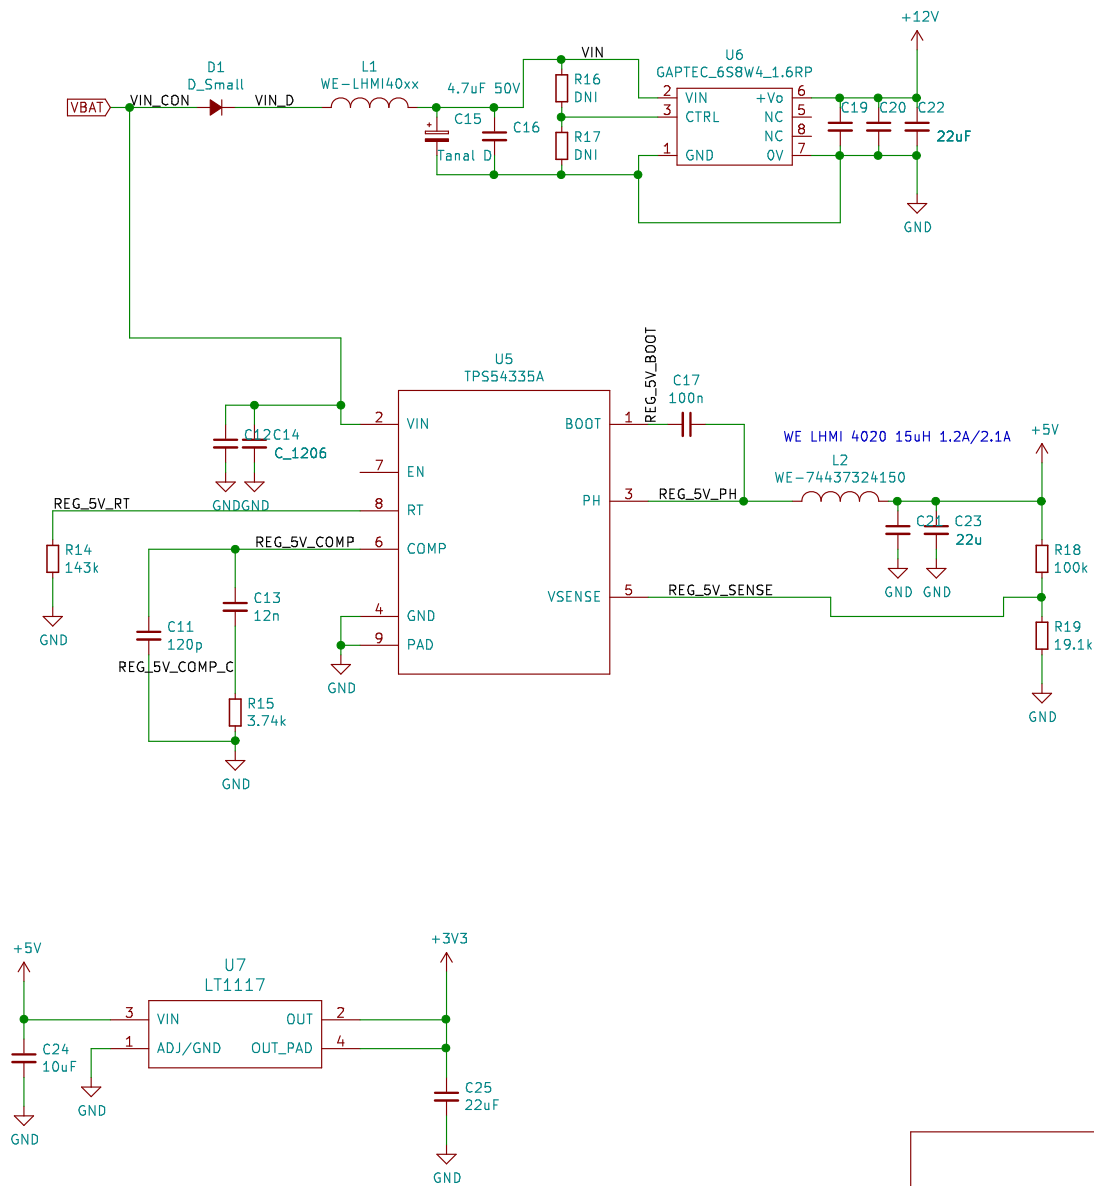 +12V
VBAT
VIN_CON
D1
D_Small
VIN_D
L1
WE-LHMI40xx
4.7uF 50V
C15
Tanal D
C16
VIN
R16
DNI
R17
DNI
U6
GAPTEC_6S8W4_1.6RP
2 VIN +Vo 6
3 CTRL NC 5
NC 8
1 GND 0V 7
C19 C20 C22
22uF
GND
U5
TPS54335A
2 VIN BOOT 1
7 EN
8 RT PH 3
6 COMP
VSENSE 5
4 GND
9 PAD
GND
C12 C14
C_1206
GND GND
REG_5V_RT
R14
143k
GND
REG_5V_COMP
C13
12n
C11
120p
REG_5V_COMP_C
R15
3.74k
GND
REG_5V_BOOT
C17
100n
REG_5V_PH
WE LHMI 4020 15uH 1.2A/2.1A
L2
WE-74437324150
+5V
C21 C23
22u
GND GND
REG_5V_SENSE
R18
100k
R19
19.1k
GND
+5V
C24
10uF
GND
U7
LT1117
3 VIN OUT 2
1 ADJ/GND OUT_PAD 4
GND
+3V3
C25
22uF
GND